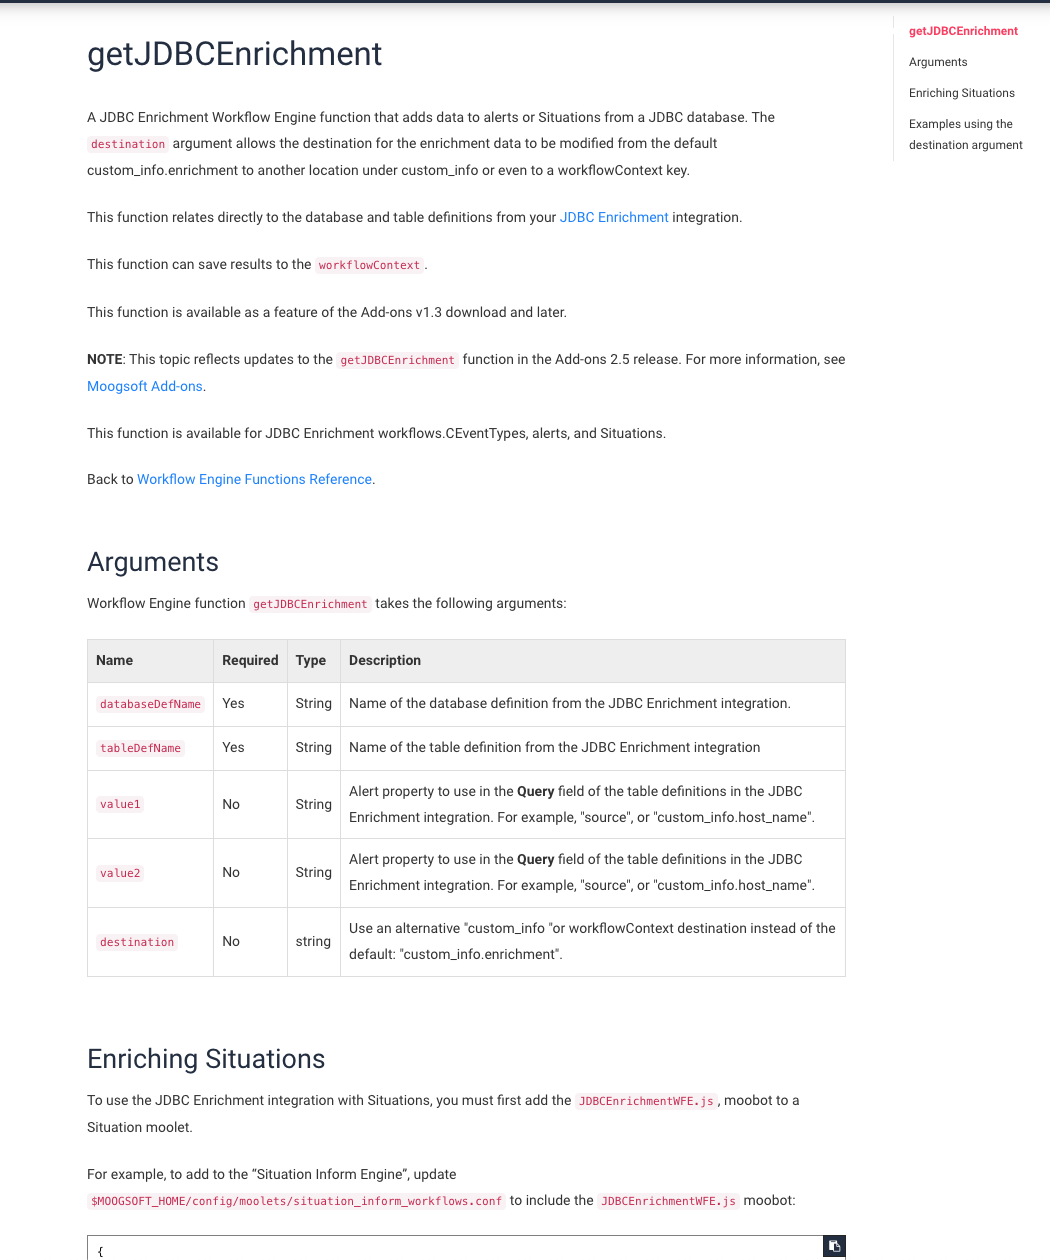 getJDBCEnrichment
A JDBC Enrichment Workflow Engine function that adds data to alerts or Situations from a JDBC database. The
destination argument allows the destination for the enrichment data to be modified from the default
custom_info.enrichment to another location under custom_info or even to a workflowContext key.
This function relates directly to the database and table definitions from your JDBC Enrichment integration.
This function can save results to the workflowContext.
This function is available as a feature of the Add-ons v1.3 download and later.
NOTE: This topic reflects updates to the getJDBCEnrichment function in the Add-ons 2.5 release. For more information, see
Moogsoft Add-ons.
This function is available for JDBC Enrichment workflows.CEventTypes, alerts, and Situations.
Back to Workflow Engine Functions Reference.
Arguments
Workflow Engine function getJDBCEnrichment takes the following arguments:
Name Required Type Description
databaseDefName Yes String Name of the database definition from the JDBC Enrichment integration.
tableDefName Yes String Name of the table definition from the JDBC Enrichment integration
value1 No String Alert property to use in the Query field of the table definitions in the JDBC
Enrichment integration. For example, "source", or "custom_info.host_name".
value2 No String Alert property to use in the Query field of the table definitions in the JDBC
Enrichment integration. For example, "source", or "custom_info.host_name".
destination No string Use an alternative "custom_info "or workflowContext destination instead of the
default: "custom_info.enrichment".
Enriching Situations
To use the JDBC Enrichment integration with Situations, you must first add the JDBCEnrichmentWFE.js, moobot to a
Situation moolet.
For example, to add to the “Situation Inform Engine”, update
$MOOGSOFT_HOME/config/moolets/situation_inform_workflows.conf to include the JDBCEnrichmentWFE.js moobot:
{
getJDBCEnrichment
Arguments
Enriching Situations
Examples using the
destination argument